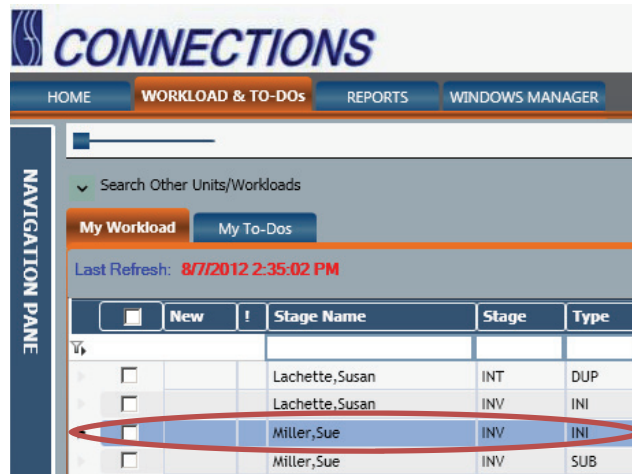 CONNECTIONS
HOME WORKLOAD & TO-DOs REPORTS WINDOWS MANAGER
NAVIGATION PANE
Search Other Units/Workloads
My Workload My To-Dos
Last Refresh: 8/7/2012 2:35:02 PM
New ! Stage Name Stage Type
Lachette,Susan INT DUP
Lachette,Susan INV INI
Miller,Sue INV INI
Miller,Sue INV SUB